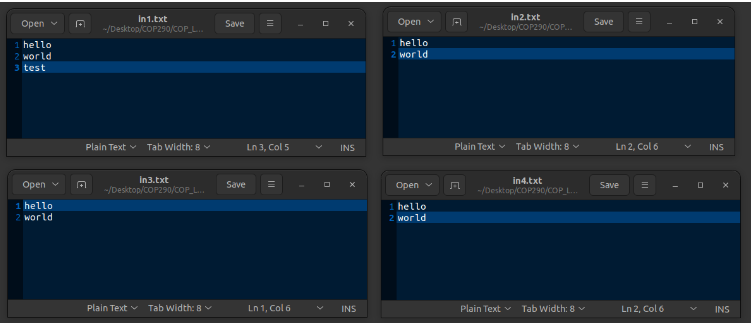 Open in1.txt Save
~/Desktop/COP290/COP_L...
1 hello
2 world
3 test
Plain Text Tab Width: 8 Ln 3, Col 5 INS
Open in2.txt Save
~/Desktop/COP290/COP_L...
1 hello
2 world
Plain Text Tab Width: 8 Ln 2, Col 6 INS
Open in3.txt Save
~/Desktop/COP290/COP_L...
1 hello
2 world
Plain Text Tab Width: 8 Ln 1, Col 6 INS
Open in4.txt Save
~/Desktop/COP290/COP_L...
1 hello
2 world
Plain Text Tab Width: 8 Ln 2, Col 6 INS